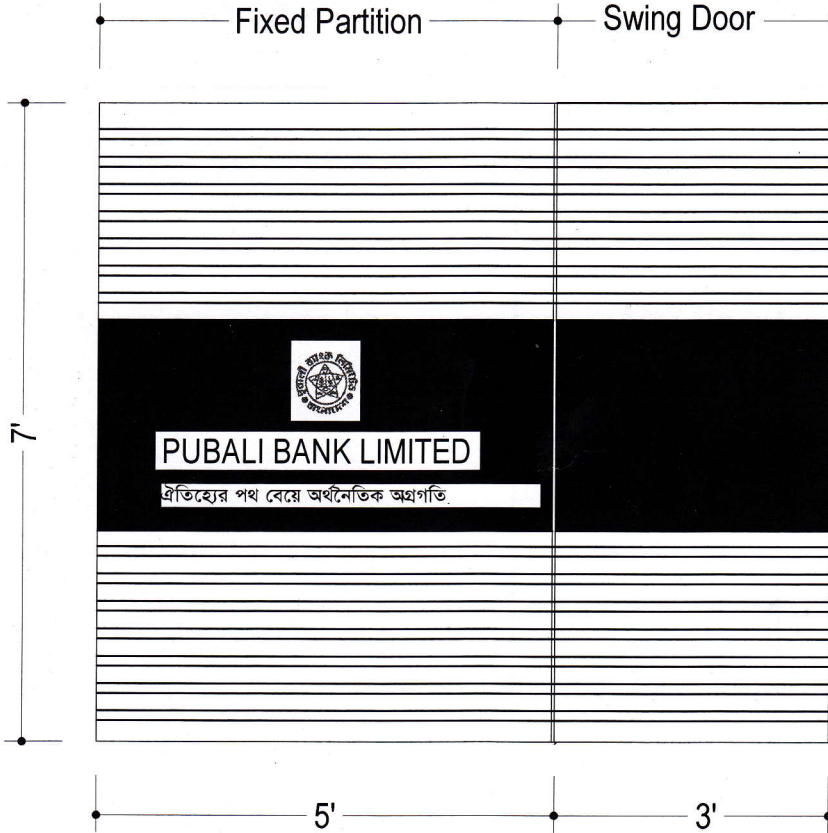 Fixed Partition
Swing Door
7'
পূবালী ব্যাংক লিমিটেড
বাংলাদেশ
PUBALI BANK LIMITED
ঐতিহ্যের পথ বেয়ে অর্থনৈতিক অগ্রগতি.
5'
3'